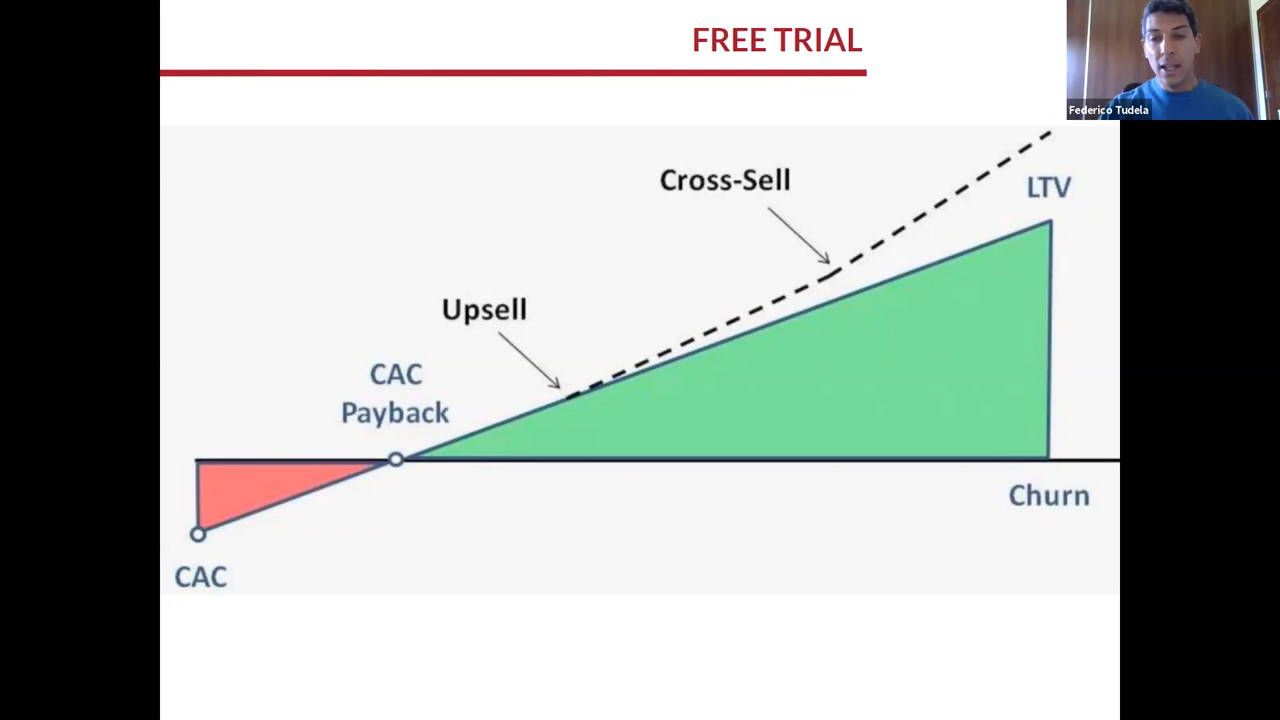 FREE TRIAL
Federico Tudela
Cross-Sell
LTV
Upsell
CAC
Payback
Churn
CAC